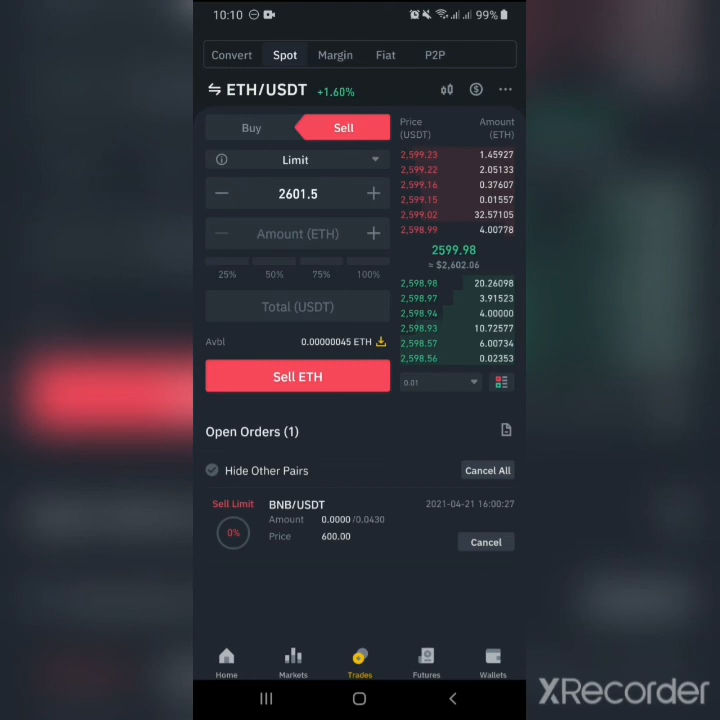 10:10 99%
Convert Spot Margin Fiat P2P
ETH/USDT +1.60%
Buy Sell
Limit
2601.5
Amount (ETH)
25% 50% 75% 100%
Total (USDT)
Avbl 0.00000045 ETH
Sell ETH
Price (USDT) Amount (ETH)
2,599.23 1.45927
2,599.22 2.05133
2,599.16 0.37607
2,599.15 0.01557
2,599.02 32.57105
2,598.99 4.00778
2599.98
≈ $2,602.06
2,598.98 20.26098
2,598.97 3.91523
2,598.94 4.00000
2,598.93 10.72577
2,598.57 6.00734
2,598.56 0.02353
0.01
Open Orders (1)
Hide Other Pairs Cancel All
Sell Limit BNB/USDT 2021-04-21 16:00:27
Amount 0.0000/0.0430
0% Price 600.00 Cancel
Home Markets Trades Futures Wallets
XRecorder